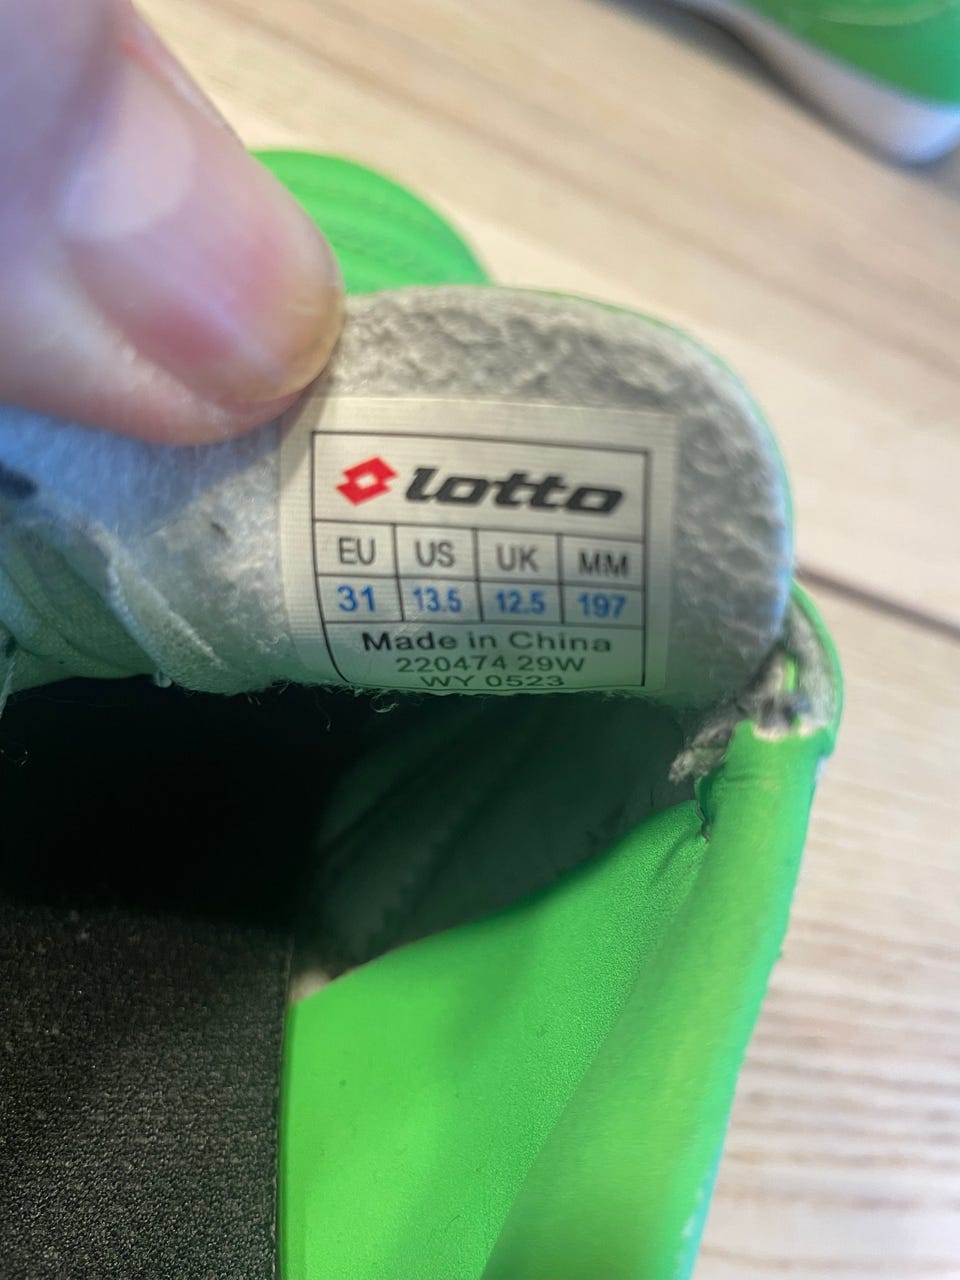 lotto
EU US UK MM
31 13.5 12.5 197
Made in China
220474 29W
WY 0523